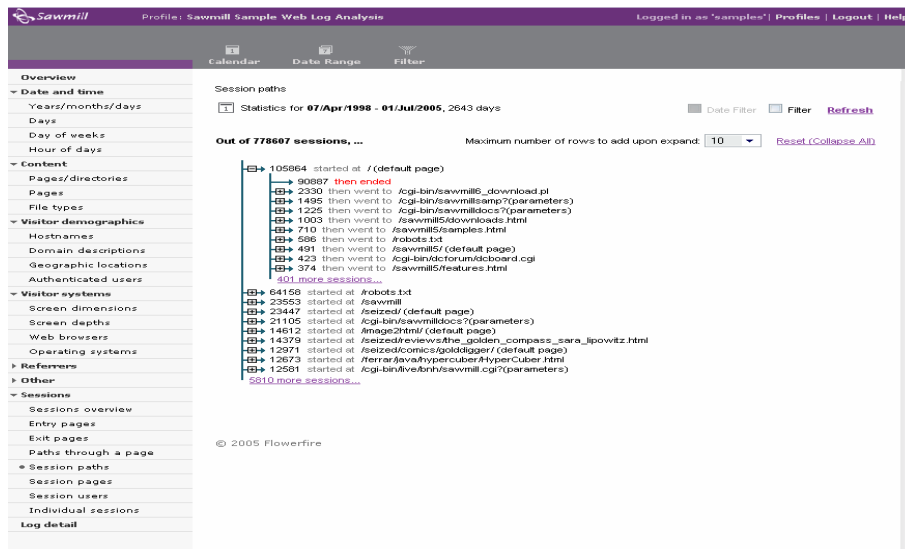 Sawmill
Profile: Sawmill Sample Web Log Analysis
Logged in as 'samples' | Profiles | Logout | Help
Calendar
Date Range
Filter
Overview
Date and time
Years/months/days
Days
Day of weeks
Hour of days
Content
Pages/directories
Pages
File types
Visitor demographics
Hostnames
Domain descriptions
Geographic locations
Authenticated users
Visitor systems
Screen dimensions
Screen depths
Web browsers
Operating systems
Referrers
Other
Sessions
Sessions overview
Entry pages
Exit pages
Paths through a page
Session paths
Session pages
Session users
Individual sessions
Log detail
Session paths
Statistics for 07/Apr/1998 - 01/Jul/2005, 2643 days
Date Filter
Filter
Refresh
Out of 778607 sessions, ...
Maximum number of rows to add upon expand: 10
Reset (Collapse All)
105864 started at / (default page)
90887 then ended
2330 then went to /cgi-bin/sawmill6_download.pl
1495 then went to /cgi-bin/sawmillsamp?(parameters)
1225 then went to /cgi-bin/sawmilldocs?(parameters)
1003 then went to /sawmill5/downloads.html
710 then went to /sawmill5/samples.html
586 then went to /robots.txt
491 then went to /sawmill5/ (default page)
423 then went to /cgi-bin/dcforum/dcboard.cgi
374 then went to /sawmill5/features.html
401 more sessions...
64158 started at /robots.txt
23553 started at /sawmill
23447 started at /seized/ (default page)
21105 started at /cgi-bin/sawmilldocs?(parameters)
14612 started at /image2html/ (default page)
14379 started at /seized/reviews/the_golden_compass_sara_lipowitz.html
12971 started at /seized/comics/golddigger/ (default page)
12673 started at /ferrar/java/hypercuber/HyperCuber.html
12581 started at /cgi-bin/live/bnh/sawmill.cgi?(parameters)
5810 more sessions...
© 2005 Flowerfire